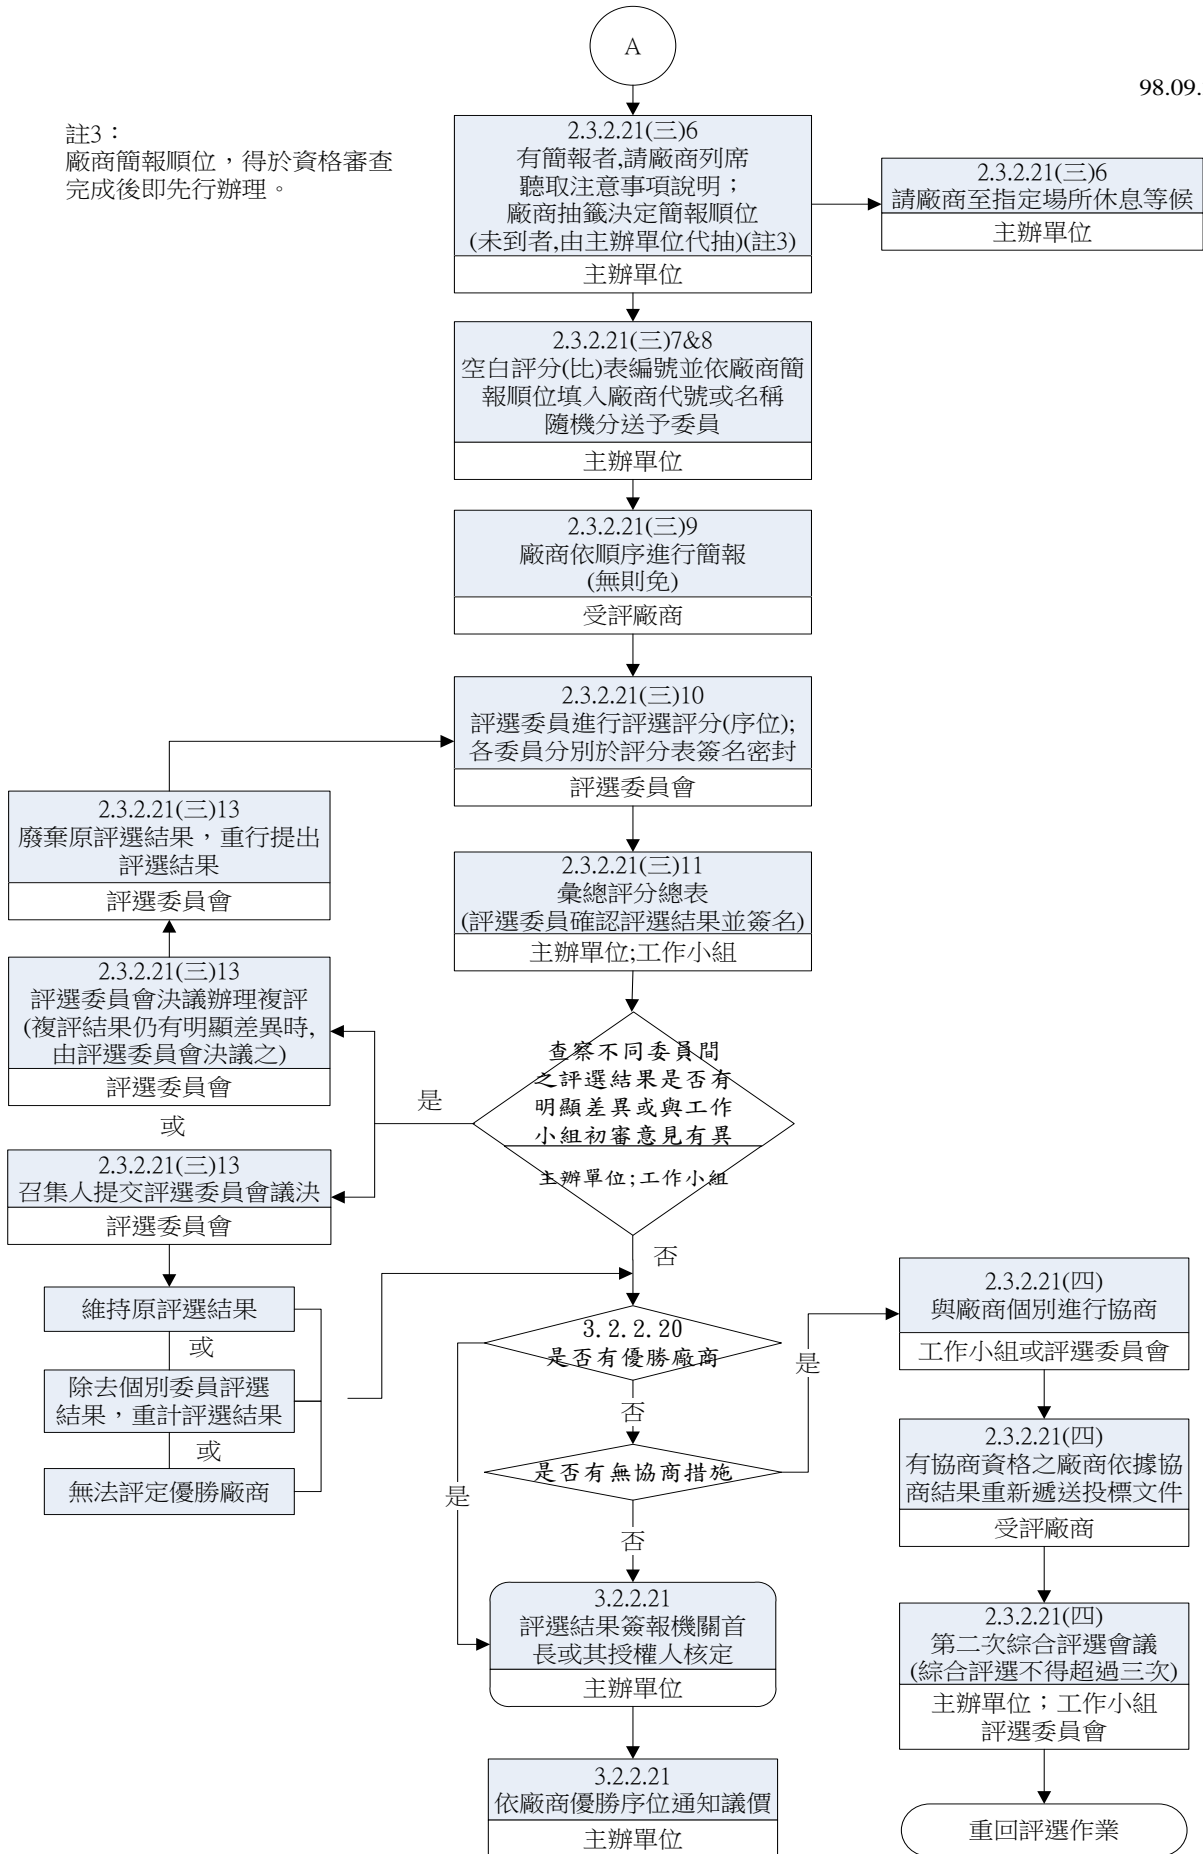 A
98.09.
註3：
廠商簡報順位，得於資格審查
完成後即先行辦理。
2.3.2.21(三)6
有簡報者,請廠商列席
聽取注意事項說明；
廠商抽籤決定簡報順位
(未到者,由主辦單位代抽)(註3)
主辦單位
2.3.2.21(三)6
請廠商至指定場所休息等候
主辦單位
2.3.2.21(三)7&8
空白評分(比)表編號並依廠商簡
報順位填入廠商代號或名稱
隨機分送予委員
主辦單位
2.3.2.21(三)9
廠商依順序進行簡報
(無則免)
受評廠商
2.3.2.21(三)10
評選委員進行評選評分(序位);
各委員分別於評分表簽名密封
評選委員會
2.3.2.21(三)13
廢棄原評選結果，重行提出
評選結果
評選委員會
2.3.2.21(三)11
彙總評分總表
(評選委員確認評選結果並簽名)
主辦單位;工作小組
2.3.2.21(三)13
評選委員會決議辦理複評
(複評結果仍有明顯差異時,
由評選委員會決議之)
評選委員會
或
是
查察不同委員間
之評選結果是否有
明顯差異或與工作
小組初審意見有異
主辦單位;工作小組
2.3.2.21(三)13
召集人提交評選委員會議決
評選委員會
否
維持原評選結果
或
除去個別委員評選
結果，重計評選結果
或
無法評定優勝廠商
3.2.2.20
是否有優勝廠商
是
否
是否有無協商措施
是
否
2.3.2.21(四)
與廠商個別進行協商
工作小組或評選委員會
2.3.2.21(四)
有協商資格之廠商依據協
商結果重新遞送投標文件
受評廠商
3.2.2.21
評選結果簽報機關首
長或其授權人核定
主辦單位
2.3.2.21(四)
第二次綜合評選會議
(綜合評選不得超過三次)
主辦單位；工作小組
評選委員會
3.2.2.21
依廠商優勝序位通知議價
主辦單位
重回評選作業